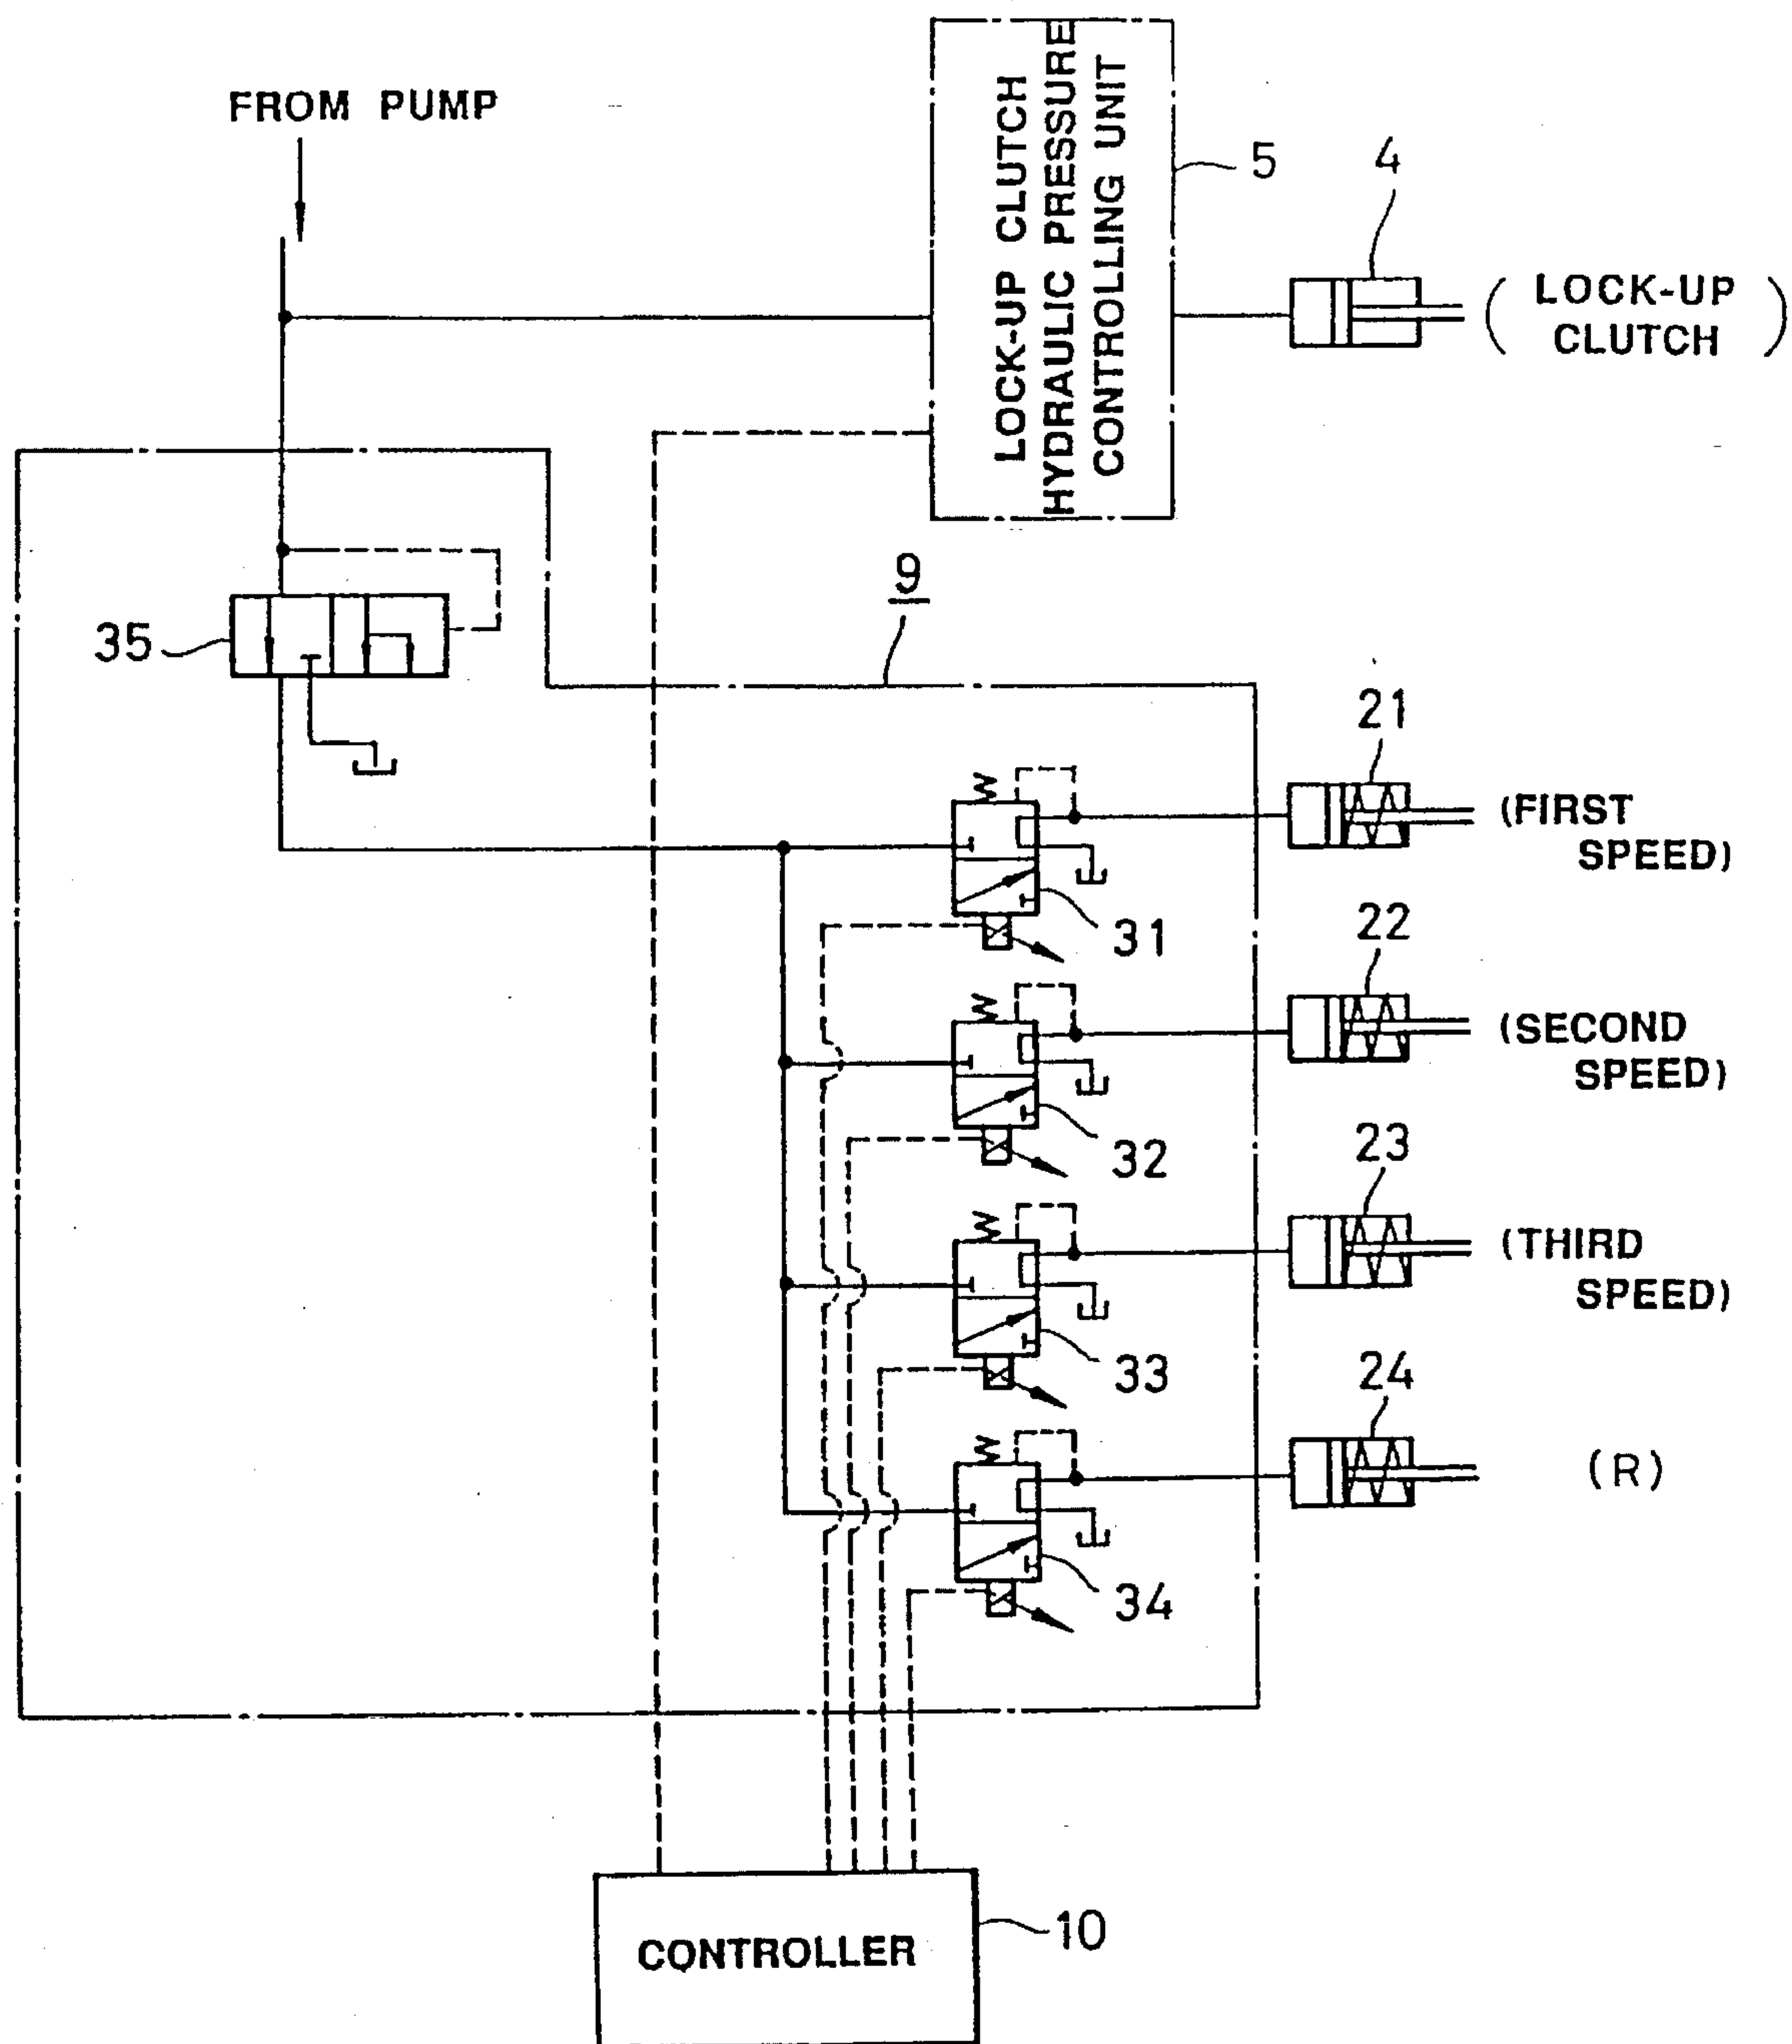 FROM PUMP
LOCK-UP CLUTCH
HYDRAULIC PRESSURE
CONTROLLING UNIT
5
4
(LOCK-UP
CLUTCH)
9
35
21
(FIRST
SPEED)
31
22
(SECOND
SPEED)
32
23
(THIRD
SPEED)
33
24
(R)
34
CONTROLLER
10